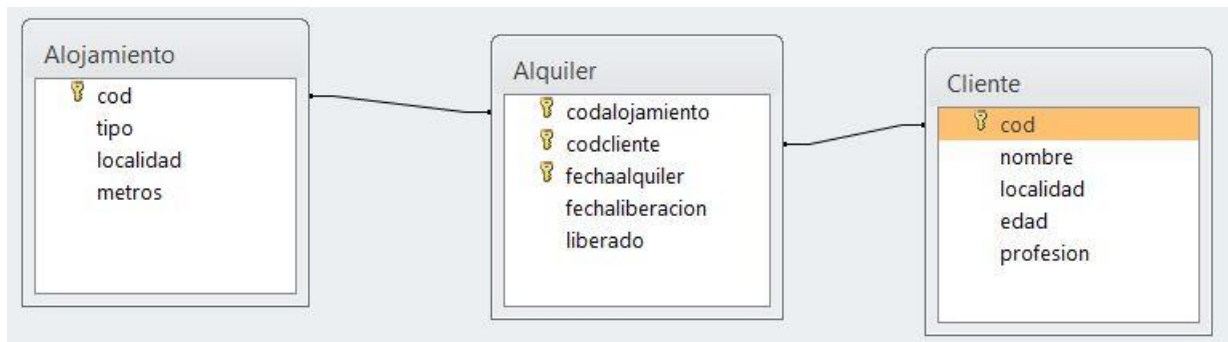 Alojamiento
cod
tipo
localidad
metros
Alquiler
codalojamiento
codcliente
fechaalquiler
fechaliberacion
liberado
Cliente
cod
nombre
localidad
edad
profesion